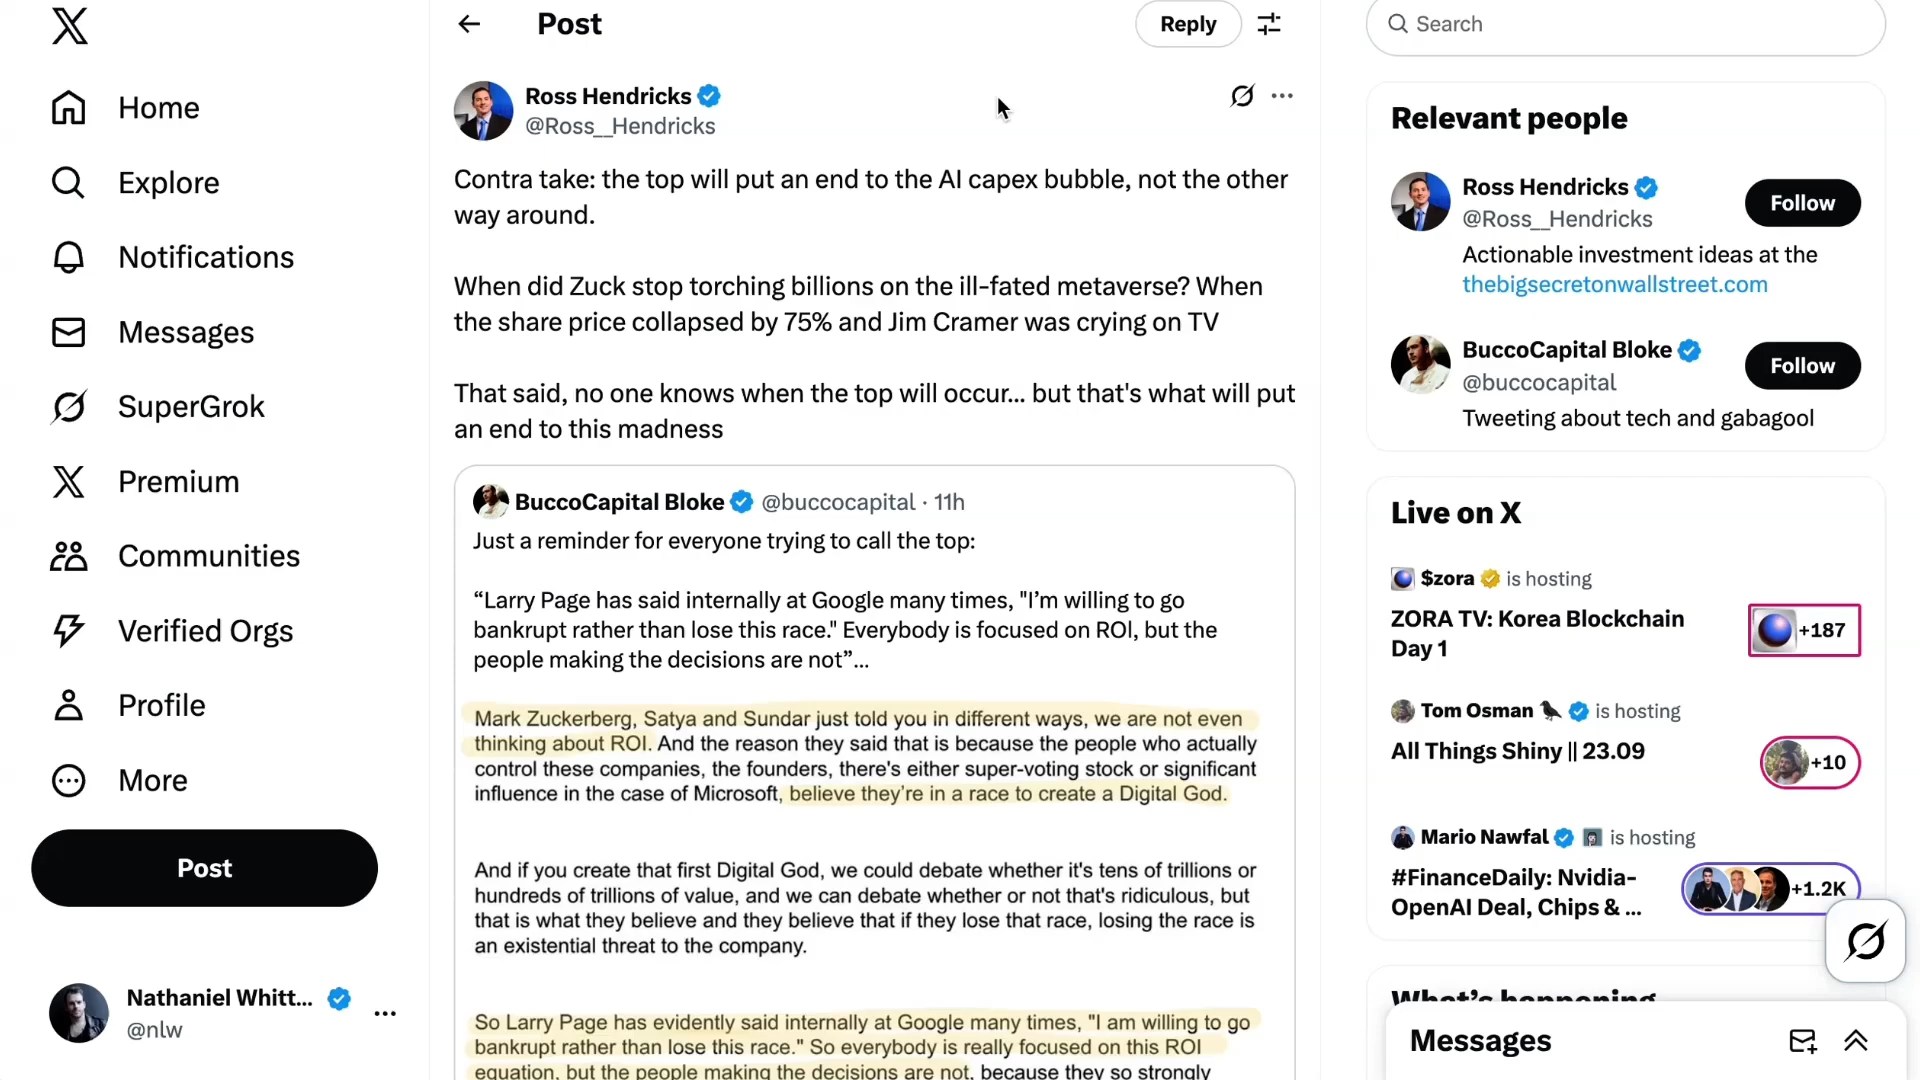 Home
Explore
Notifications
Messages
SuperGrok
Premium
Communities
Verified Orgs
Profile
More
Post
Nathaniel Whitt...
@nlw
Post
Reply
Ross Hendricks
@Ross__Hendricks
Contra take: the top will put an end to the AI capex bubble, not the other
way around.
When did Zuck stop torching billions on the ill-fated metaverse? When
the share price collapsed by 75% and Jim Cramer was crying on TV
That said, no one knows when the top will occur... but that's what will put
an end to this madness
BuccoCapital Bloke @buccocapital · 11h
Just a reminder for everyone trying to call the top:
“Larry Page has said internally at Google many times, "I’m willing to go
bankrupt rather than lose this race." Everybody is focused on ROI, but the
people making the decisions are not”...
Mark Zuckerberg, Satya and Sundar just told you in different ways, we are not even
thinking about ROI. And the reason they said that is because the people who actually
control these companies, the founders, there's either super-voting stock or significant
influence in the case of Microsoft, believe they're in a race to create a Digital God.
And if you create that first Digital God, we could debate whether it's tens of trillions or
hundreds of trillions of value, and we can debate whether or not that's ridiculous, but
that is what they believe and they believe that if they lose that race, losing the race is
an existential threat to the company.
So Larry Page has evidently said internally at Google many times, "I am willing to go
bankrupt rather than lose this race." So everybody is really focused on this ROI
equation, but the people making the decisions are not, because they so strongly
Search
Relevant people
Ross Hendricks
@Ross__Hendricks
Follow
Actionable investment ideas at the
thebigsecretonwallstreet.com
BuccoCapital Bloke
@buccocapital
Follow
Tweeting about tech and gabagool
Live on X
$zora is hosting
ZORA TV: Korea Blockchain
Day 1
+187
Tom Osman is hosting
All Things Shiny || 23.09
+10
Mario Nawfal is hosting
#FinanceDaily: Nvidia-
OpenAI Deal, Chips & ...
+1.2K
What's happening
Messages